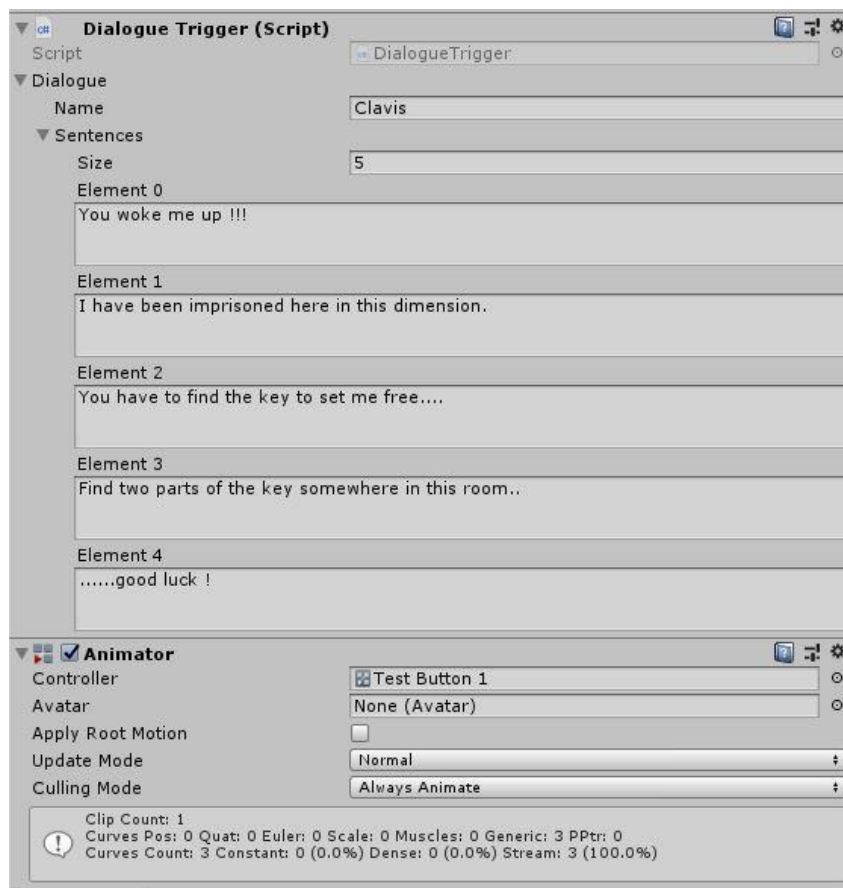 Dialogue Trigger (Script)
Script DialogueTrigger
Dialogue
Name Clavis
Sentences
Size 5
Element 0
You woke me up !!!
Element 1
I have been imprisoned here in this dimension.
Element 2
You have to find the key to set me free....
Element 3
Find two parts of the key somewhere in this room..
Element 4
......good luck !
Animator
Controller Test Button 1
Avatar None (Avatar)
Apply Root Motion
Update Mode Normal
Culling Mode Always Animate
Clip Count: 1
Curves Pos: 0 Quat: 0 Euler: 0 Scale: 0 Muscles: 0 Generic: 3 PPtr: 0
Curves Count: 3 Constant: 0 (0.0%) Dense: 0 (0.0%) Stream: 3 (100.0%)